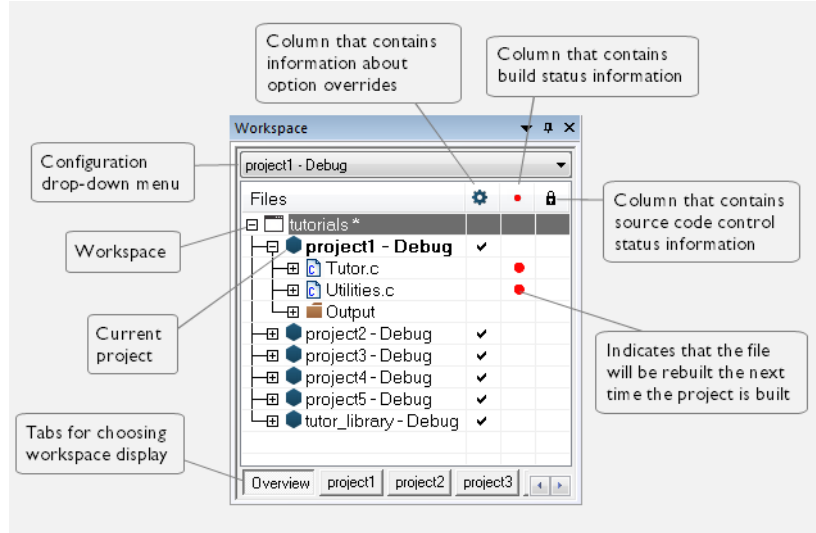 Column that contains
information about
option overrides
Column that contains
build status information
Workspace
Configuration
drop-down menu
project1 - Debug
Files
Column that contains
source code control
status information
tutorials *
Workspace
project1 - Debug
Tutor.c
Utilities.c
Output
Current
project
project2 - Debug
project3 - Debug
project4 - Debug
project5 - Debug
tutor_library - Debug
Indicates that the file
will be rebuilt the next
time the project is built
Tabs for choosing
workspace display
Overview project1 project2 project3